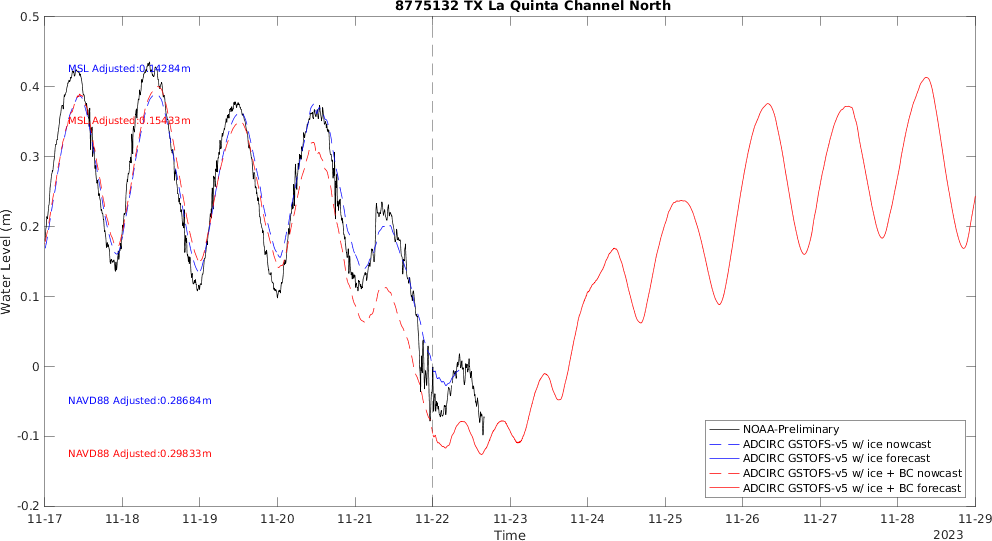 8775132 TX La Quinta Channel North
0.5
0.4
0.3
0.2
0.1
0
-0.1
-0.2
Water Level (m)
MSL Adjusted:0.14284m
MSL Adjusted:0.15433m
NAVD88 Adjusted:0.28684m
NAVD88 Adjusted:0.29833m
NOAA-Preliminary
ADCIRC GSTOFS-v5 w/ ice nowcast
ADCIRC GSTOFS-v5 w/ ice forecast
ADCIRC GSTOFS-v5 w/ ice + BC nowcast
ADCIRC GSTOFS-v5 w/ ice + BC forecast
11-17 11-18 11-19 11-20 11-21 11-22 11-23 11-24 11-25 11-26 11-27 11-28 11-29
Time
2023